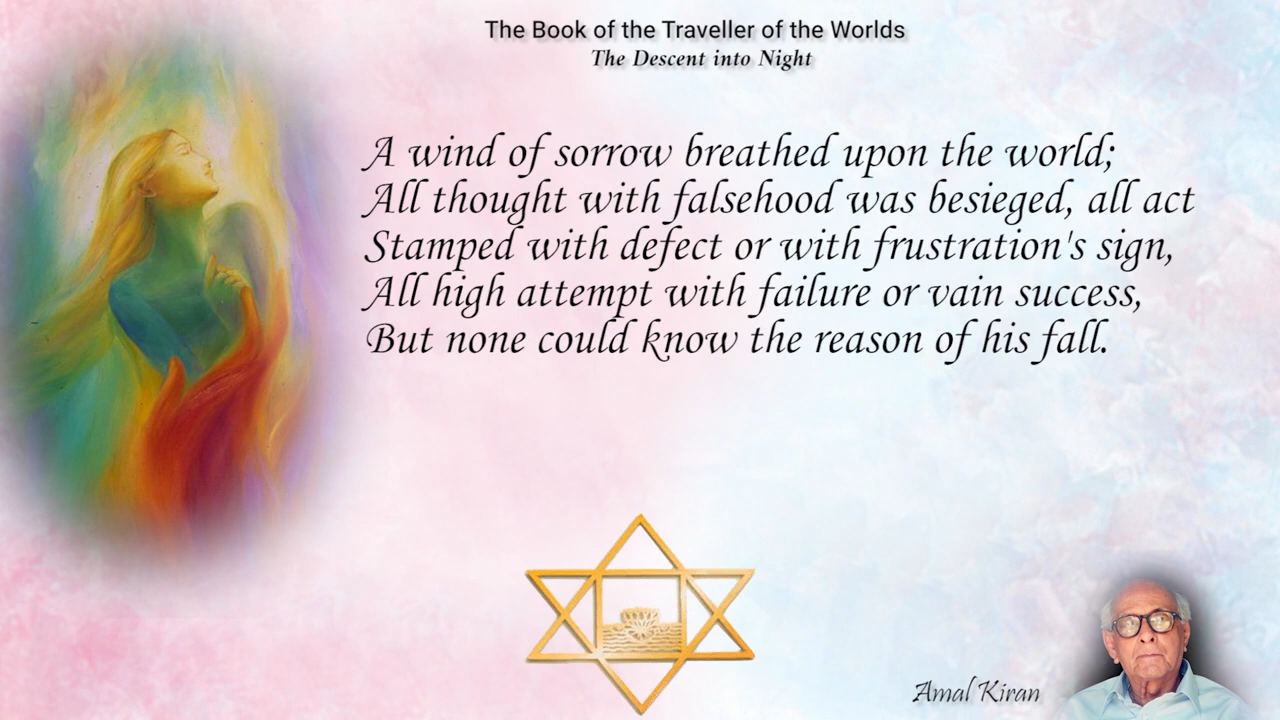 The Book of the Traveller of the Worlds
The Descent into Night
A wind of sorrow breathed upon the world;
All thought with falsehood was besieged, all act
Stamped with defect or with frustration's sign,
All high attempt with failure or vain success,
But none could know the reason of his fall.
Amal Kiran